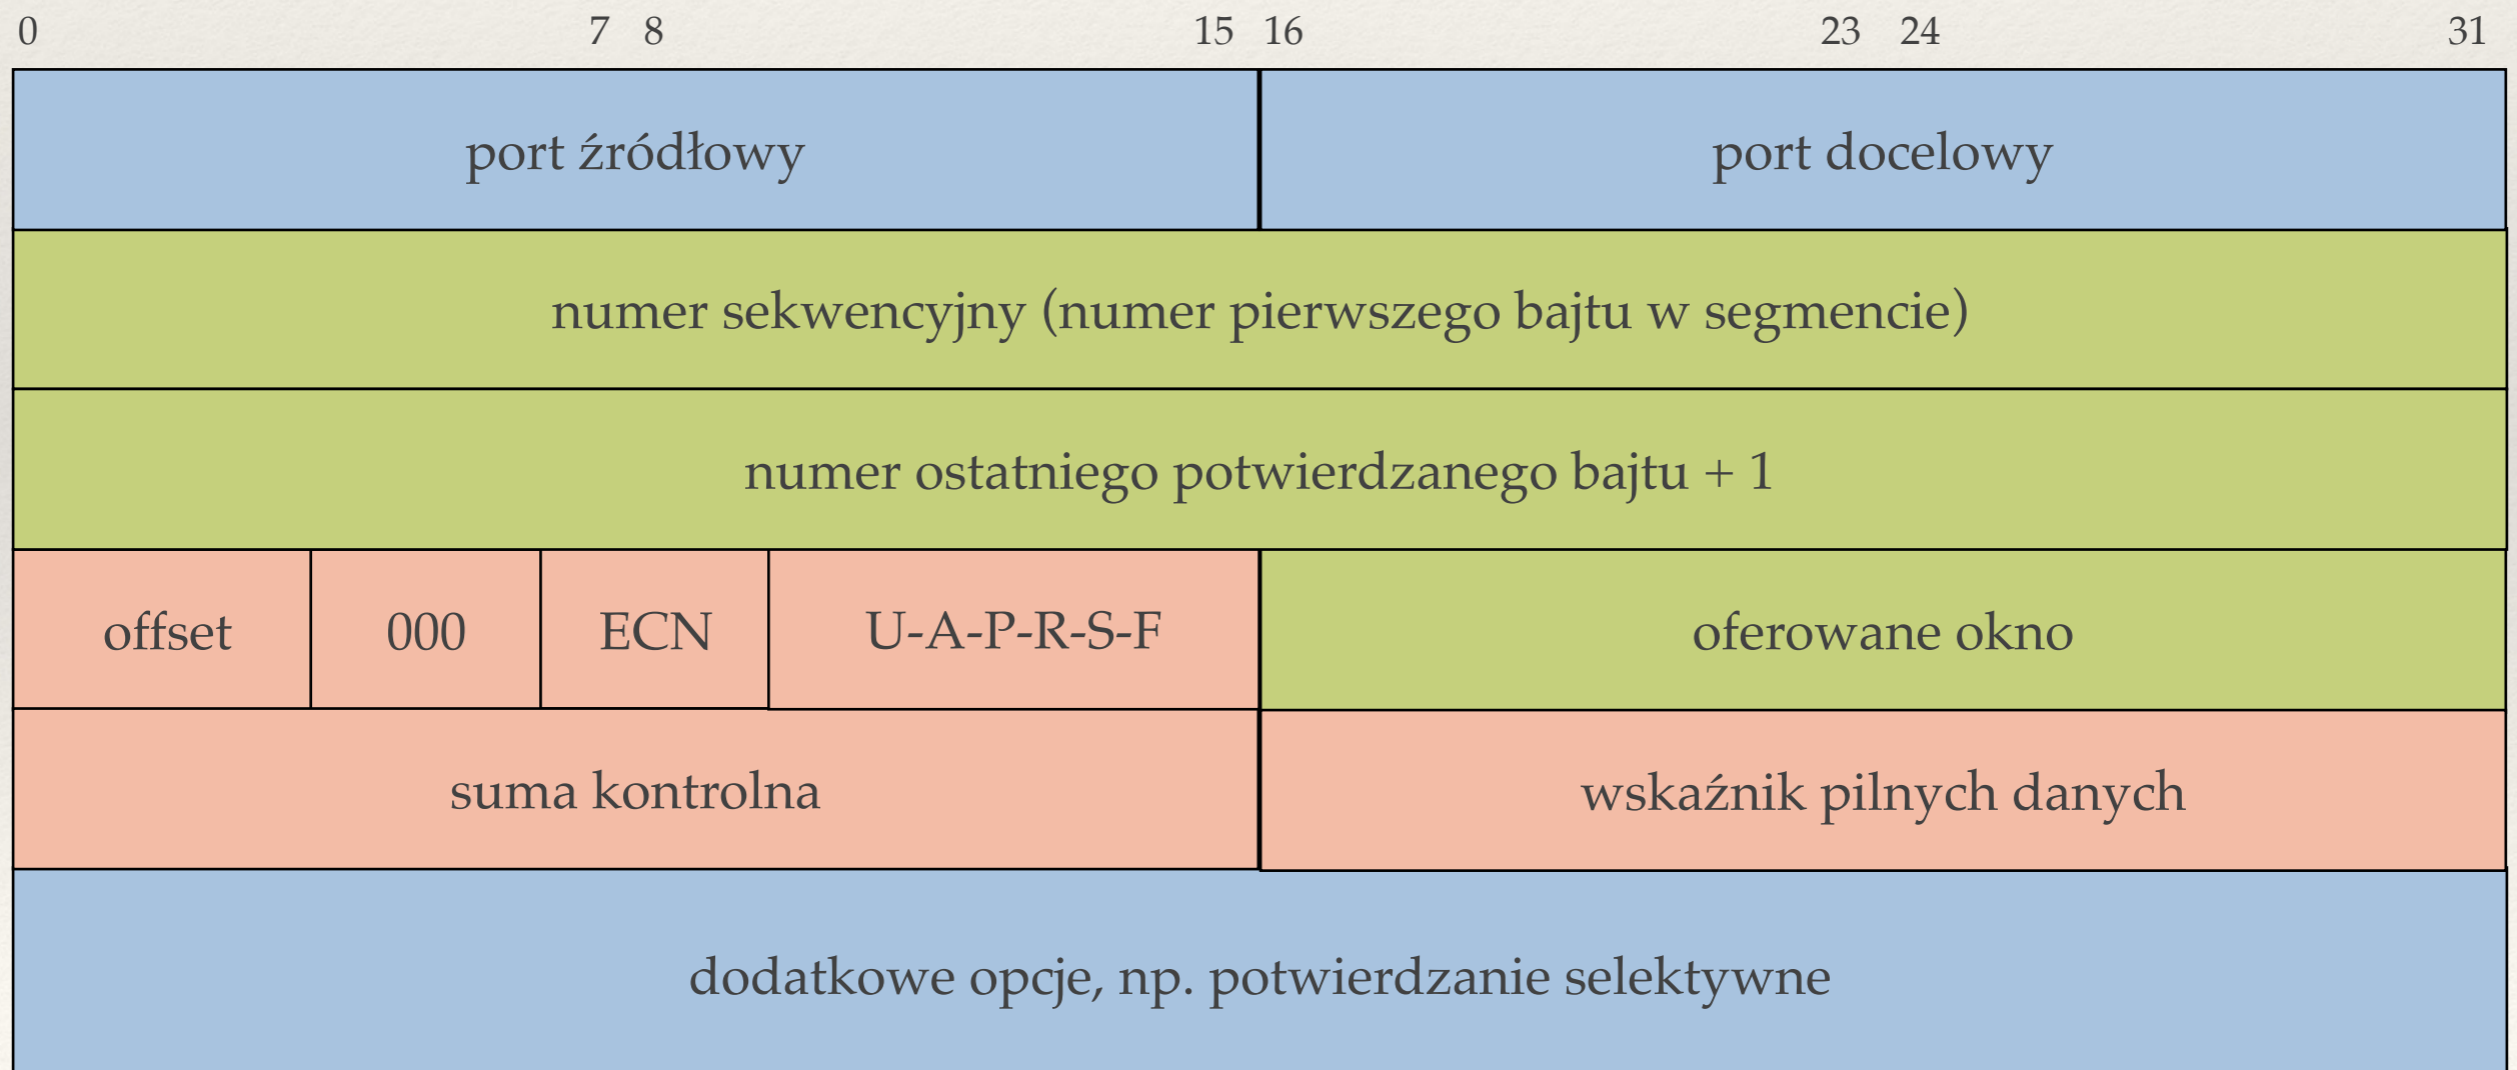 0 7 8 15 16 23 24 31
port źródłowy port docelowy
numer sekwencyjny (numer pierwszego bajtu w segmencie)
numer ostatniego potwierdzanego bajtu + 1
offset 000 ECN U-A-P-R-S-F oferowane okno
suma kontrolna wskaźnik pilnych danych
dodatkowe opcje, np. potwierdzanie selektywne